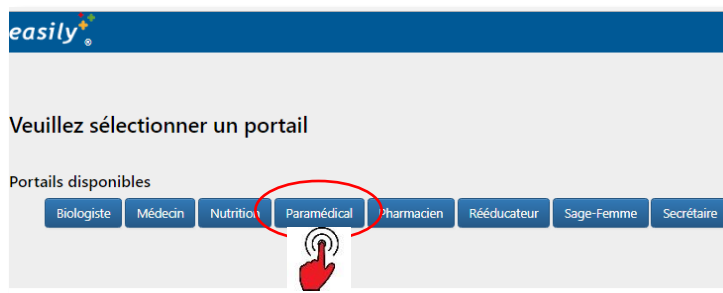 easily®
Veuillez sélectionner un portail
Portails disponibles
Biologiste Médecin Nutrition Paramédical Pharmacien Rééducateur Sage-Femme Secrétaire